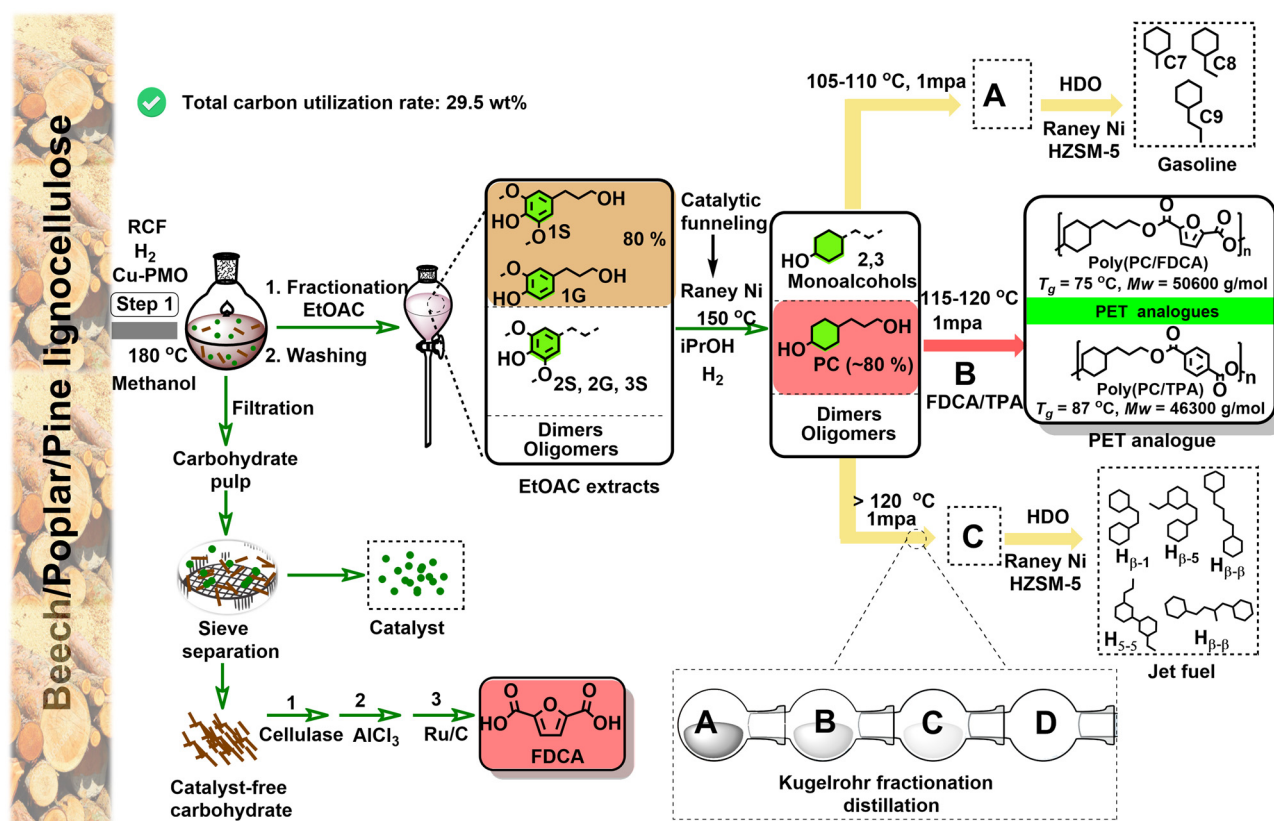 Beech/Poplar/Pine lignocellulose
Total carbon utilization rate: 29.5 wt%
RCF
H2
Cu-PMO
Step 1
180 °C
Methanol
1. Fractionation
EtOAC
2. Washing
Filtration
Carbohydrate
pulp
Sieve
separation
Catalyst
Catalyst-free
carbohydrate
1
Cellulase
2
AlCl3
3
Ru/C
HO
O
O
O
OH
FDCA
O
OH
HO
O
1S
80 %
O
OH
HO
1G
O
HO
O
2S, 2G, 3S
Dimers
Oligomers
EtOAC extracts
Catalytic
funneling
Raney Ni
150 °C
iPrOH
H2
HO
2,3
Monoalcohols
OH
HO
PC (~80 %)
Dimers
Oligomers
105-110 °C, 1mpa
A
HDO
Raney Ni
HZSM-5
C7
C8
C9
Gasoline
115-120 °C
1mpa
B
FDCA/TPA
O
O
O
O
O
n
Poly(PC/FDCA)
Tg = 75 °C, Mw = 50600 g/mol
PET analogues
O
O
O
O
n
Poly(PC/TPA)
Tg = 87 °C, Mw = 46300 g/mol
PET analogue
> 120 °C
1mpa
C
HDO
Raney Ni
HZSM-5
Hβ-1
Hβ-5
Hβ-β
H5-5
Hβ-β
Jet fuel
A
B
C
D
Kugelrohr fractionation
distillation